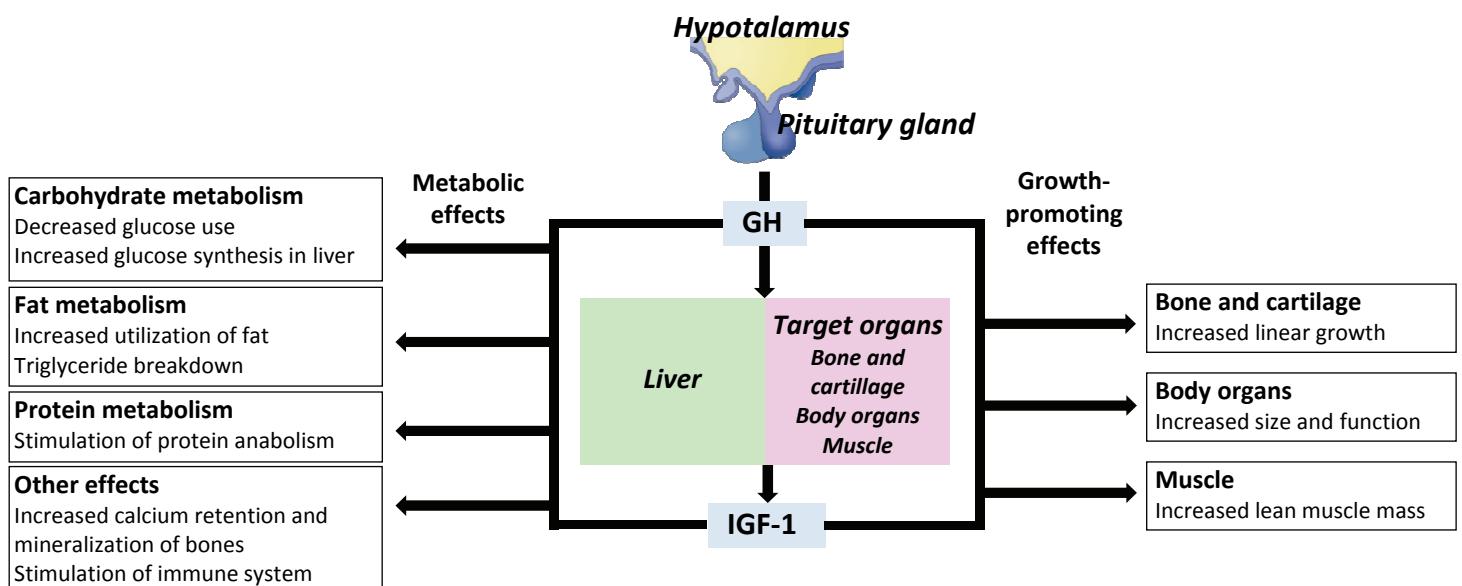 Hypotalamus
Pituitary gland
Carbohydrate metabolism
Decreased glucose use
Increased glucose synthesis in liver
Fat metabolism
Increased utilization of fat
Triglyceride breakdown
Protein metabolism
Stimulation of protein anabolism
Other effects
Increased calcium retention and
mineralization of bones
Stimulation of immune system
Metabolic
effects
GH
Liver
Target organs
Bone and
cartillage
Body organs
Muscle
IGF-1
Growth-
promoting
effects
Bone and cartilage
Increased linear growth
Body organs
Increased size and function
Muscle
Increased lean muscle mass